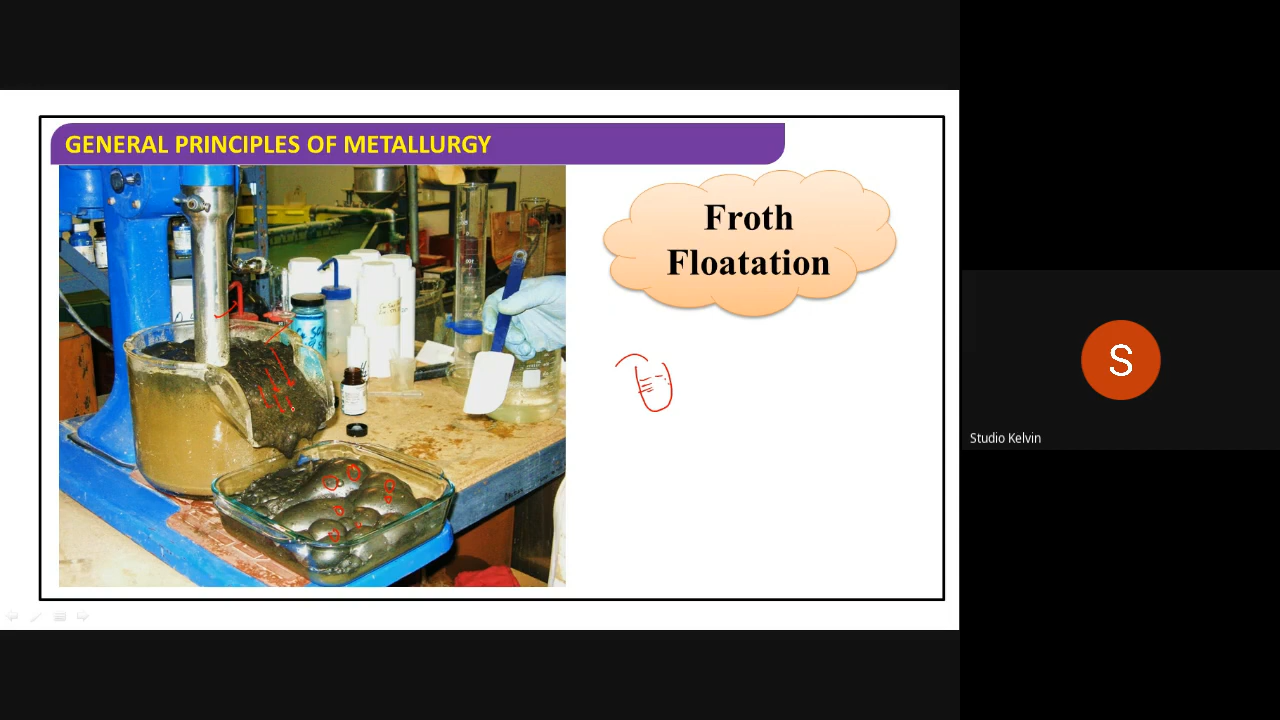 GENERAL PRINCIPLES OF METALLURGY
Froth
Floatation
S
Studio Kelvin